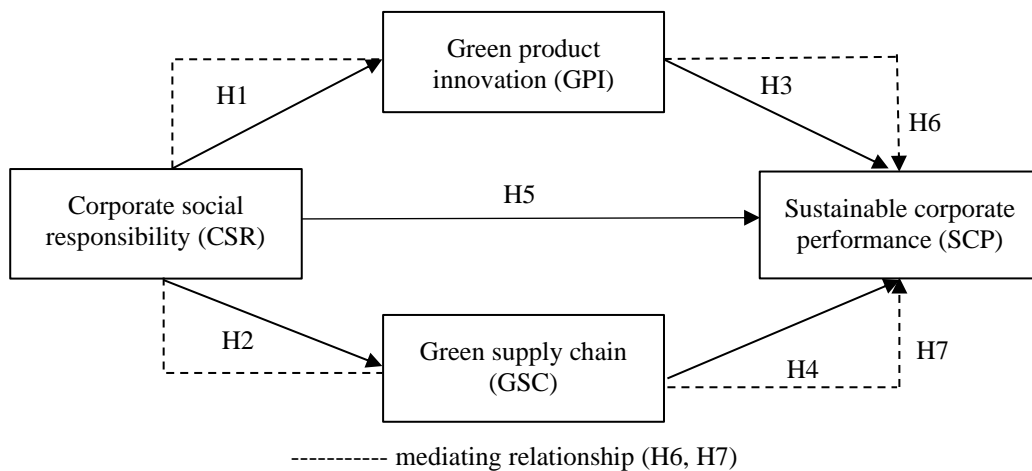 Green product
innovation (GPI)
H1
H3
H6
Corporate social
responsibility (CSR)
H5
Sustainable corporate
performance (SCP)
H2
Green supply chain
(GSC)
H4
H7
mediating relationship (H6, H7)